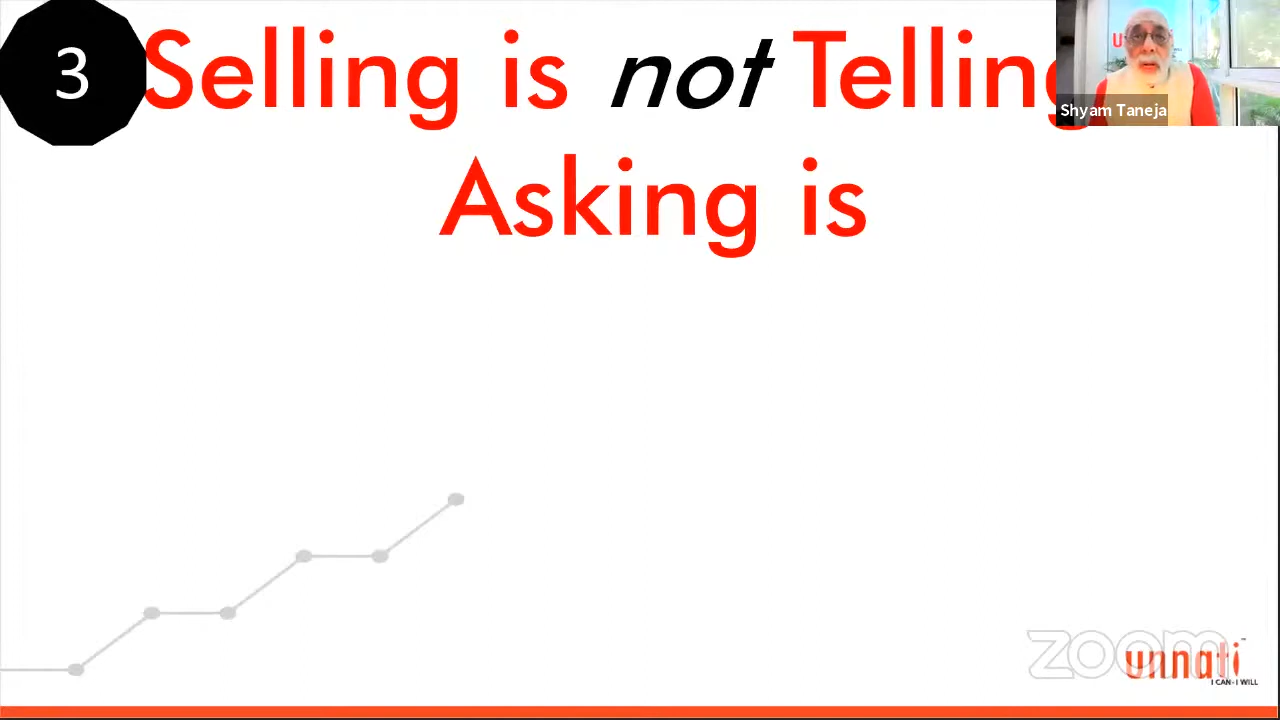 3
Selling is not Telling
Asking is
Shyam Taneja
zoom
unnati
I CAN · I WILL